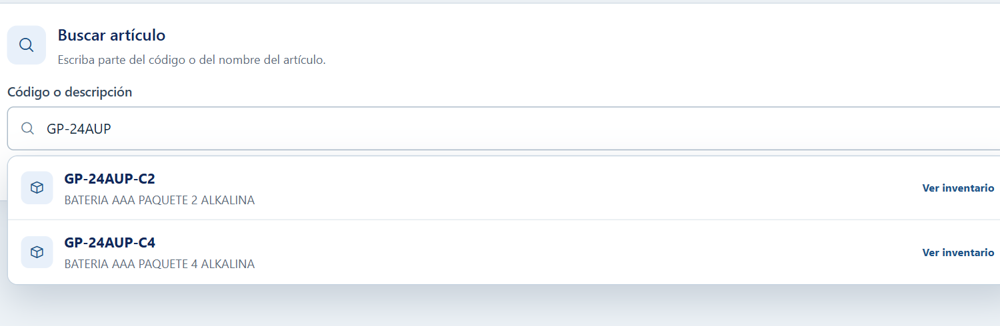 Buscar artículo
Escriba parte del código o del nombre del artículo.
Código o descripción
GP-24AUP
GP-24AUP-C2
BATERIA AAA PAQUETE 2 ALKALINA
Ver inventario
GP-24AUP-C4
BATERIA AAA PAQUETE 4 ALKALINA
Ver inventario